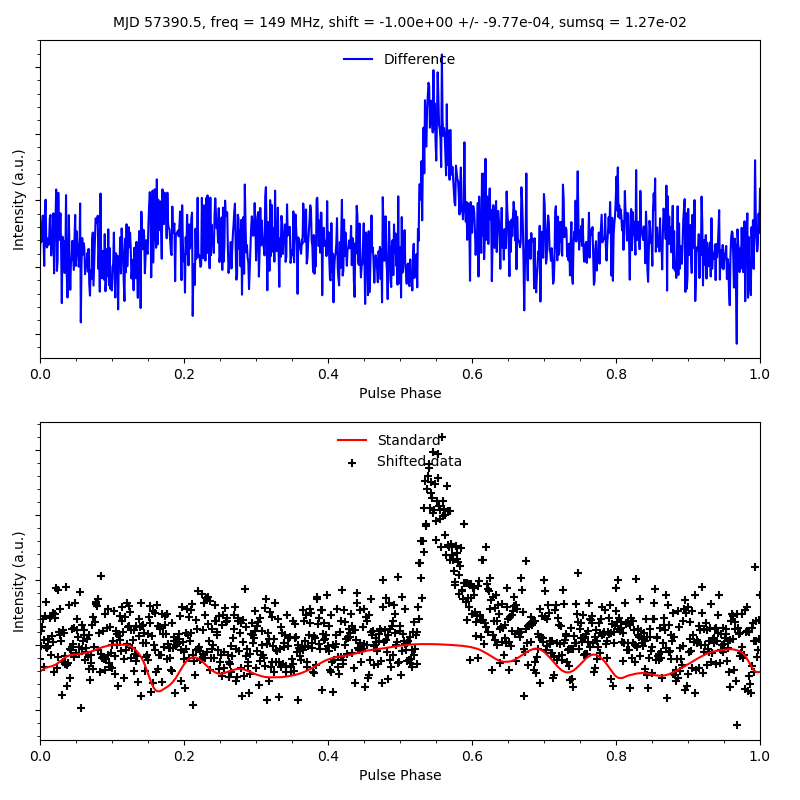 MJD 57390.5, freq = 149 MHz, shift = -1.00e+00 +/- -9.77e-04, sumsq = 1.27e-02
Difference
Intensity (a.u.)
0.0 0.2 0.4 0.6 0.8 1.0
Pulse Phase
Standard
Shifted data
Intensity (a.u.)
0.0 0.2 0.4 0.6 0.8 1.0
Pulse Phase